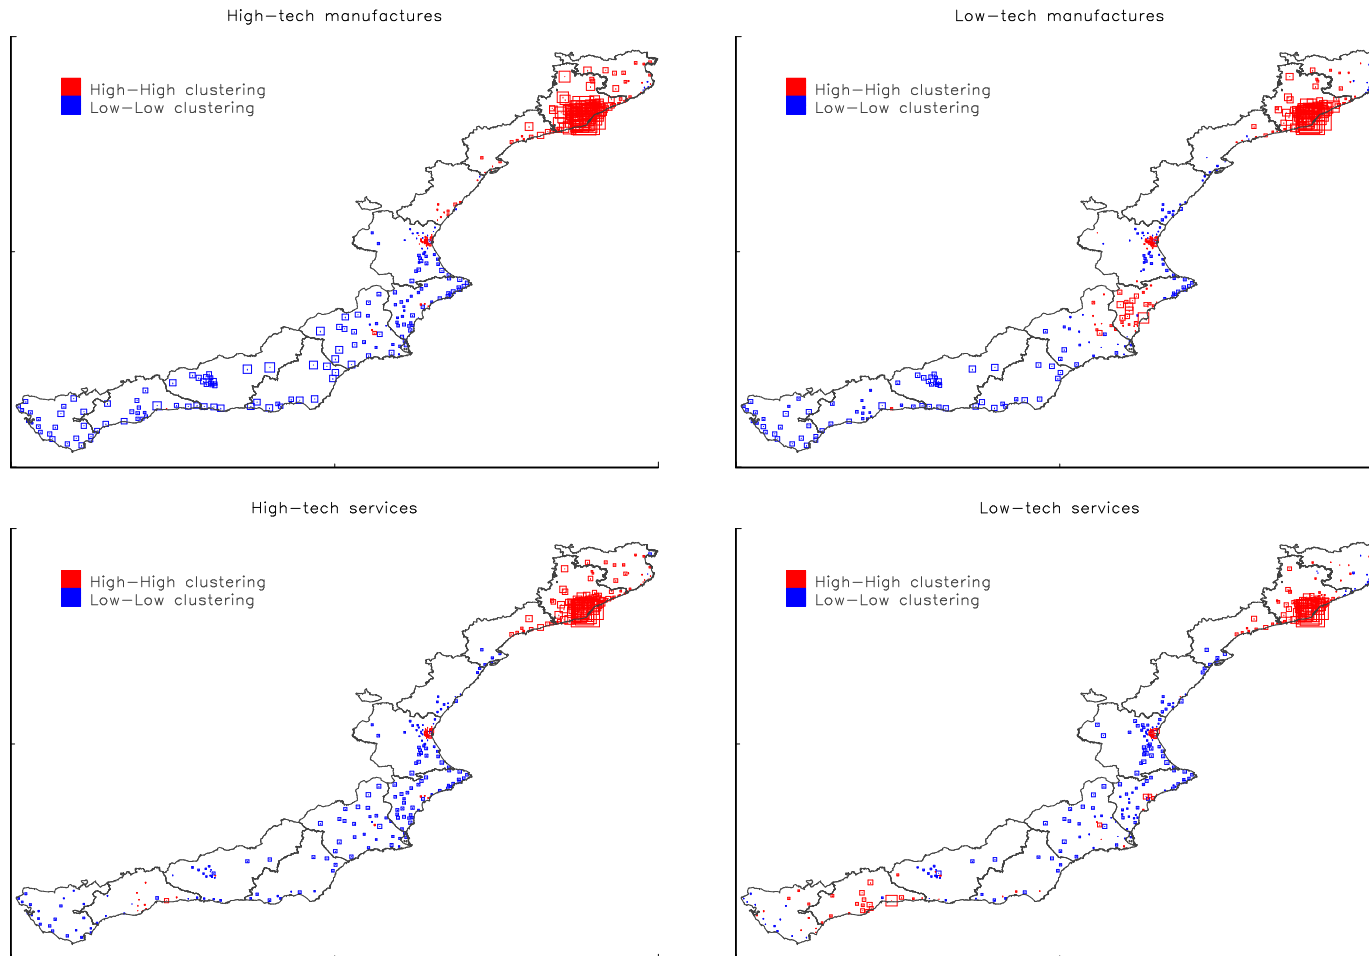 High-tech manufactures
High-High clustering
Low-Low clustering
Low-tech manufactures
High-High clustering
Low-Low clustering
High-tech services
High-High clustering
Low-Low clustering
Low-tech services
High-High clustering
Low-Low clustering